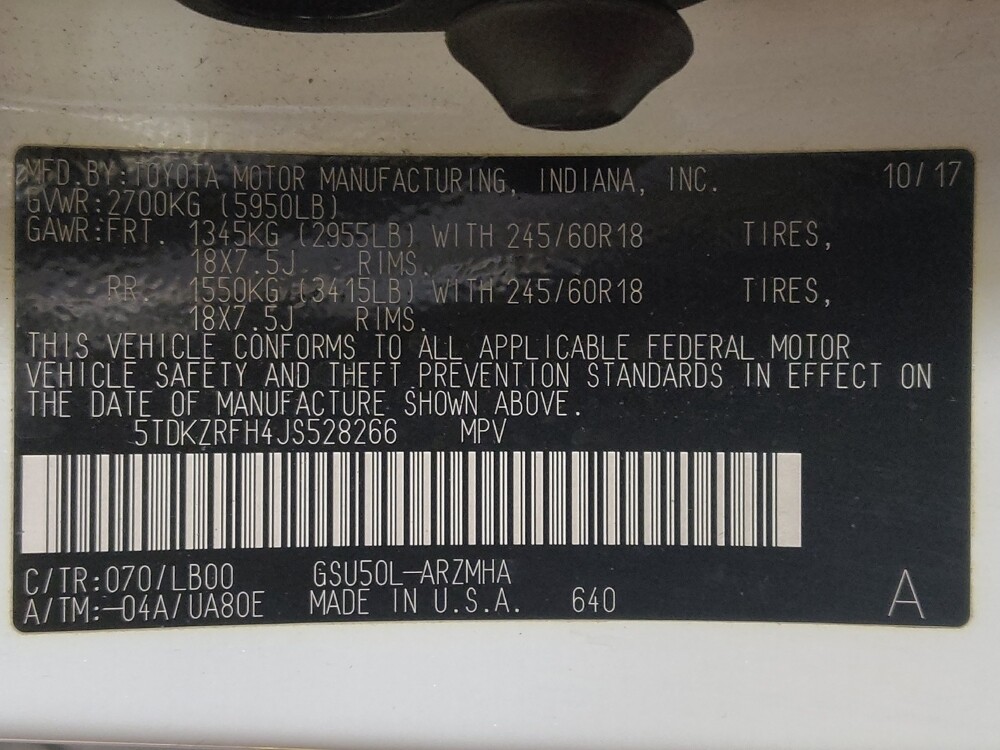 MFD.BY:TOYOTA MOTOR MANUFACTURING, INDIANA, INC. 10/17
GVWR:2700KG (5950LB)
GAWR:FRT. 1345KG (2955LB) WITH 245/60R18 TIRES,
18X7.5J RIMS.
RR. 1550KG (3415LB) WITH 245/60R18 TIRES,
18X7.5J RIMS.
THIS VEHICLE CONFORMS TO ALL APPLICABLE FEDERAL MOTOR
VEHICLE SAFETY AND THEFT PREVENTION STANDARDS IN EFFECT ON
THE DATE OF MANUFACTURE SHOWN ABOVE.
5TDKZRFH4JS528266 MPV
C/TR:070/LB00 GSU50L-ARZMHA
A/TM:-04A/UA80E MADE IN U.S.A. 640 A